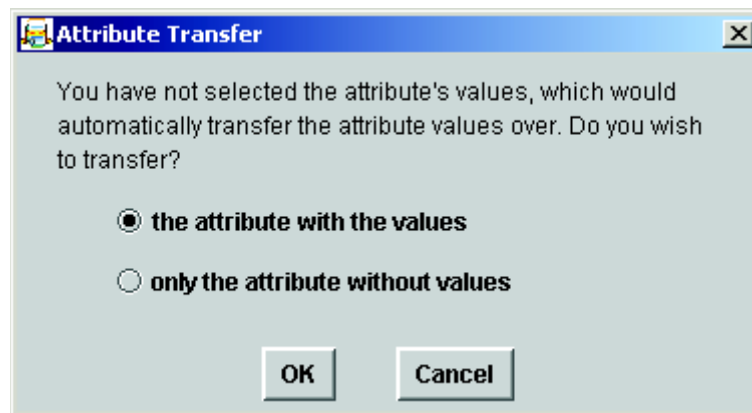 Attribute Transfer
You have not selected the attribute's values, which would
automatically transfer the attribute values over. Do you wish
to transfer?
the attribute with the values
only the attribute without values
OK
Cancel